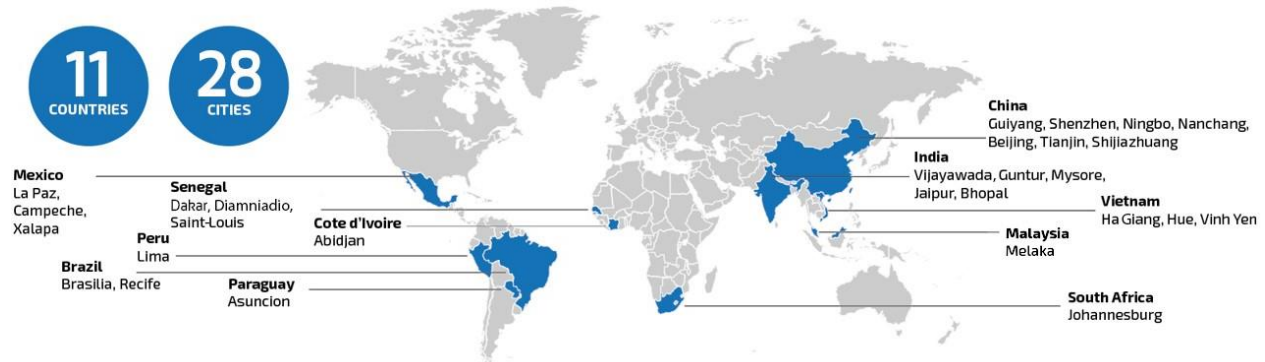 11
COUNTRIES
28
CITIES
Mexico
La Paz,
Campeche,
Xalapa
Senegal
Dakar, Diamniadio,
Saint-Louis
Cote d'Ivoire
Abidjan
Peru
Lima
Brazil
Brasilia, Recife
Paraguay
Asuncion
China
Guiyang, Shenzhen, Ningbo, Nanchang,
Beijing, Tianjin, Shijiazhuang
India
Vijayawada, Guntur, Mysore,
Jaipur, Bhopal
Vietnam
Ha Giang, Hue, Vinh Yen
Malaysia
Melaka
South Africa
Johannesburg